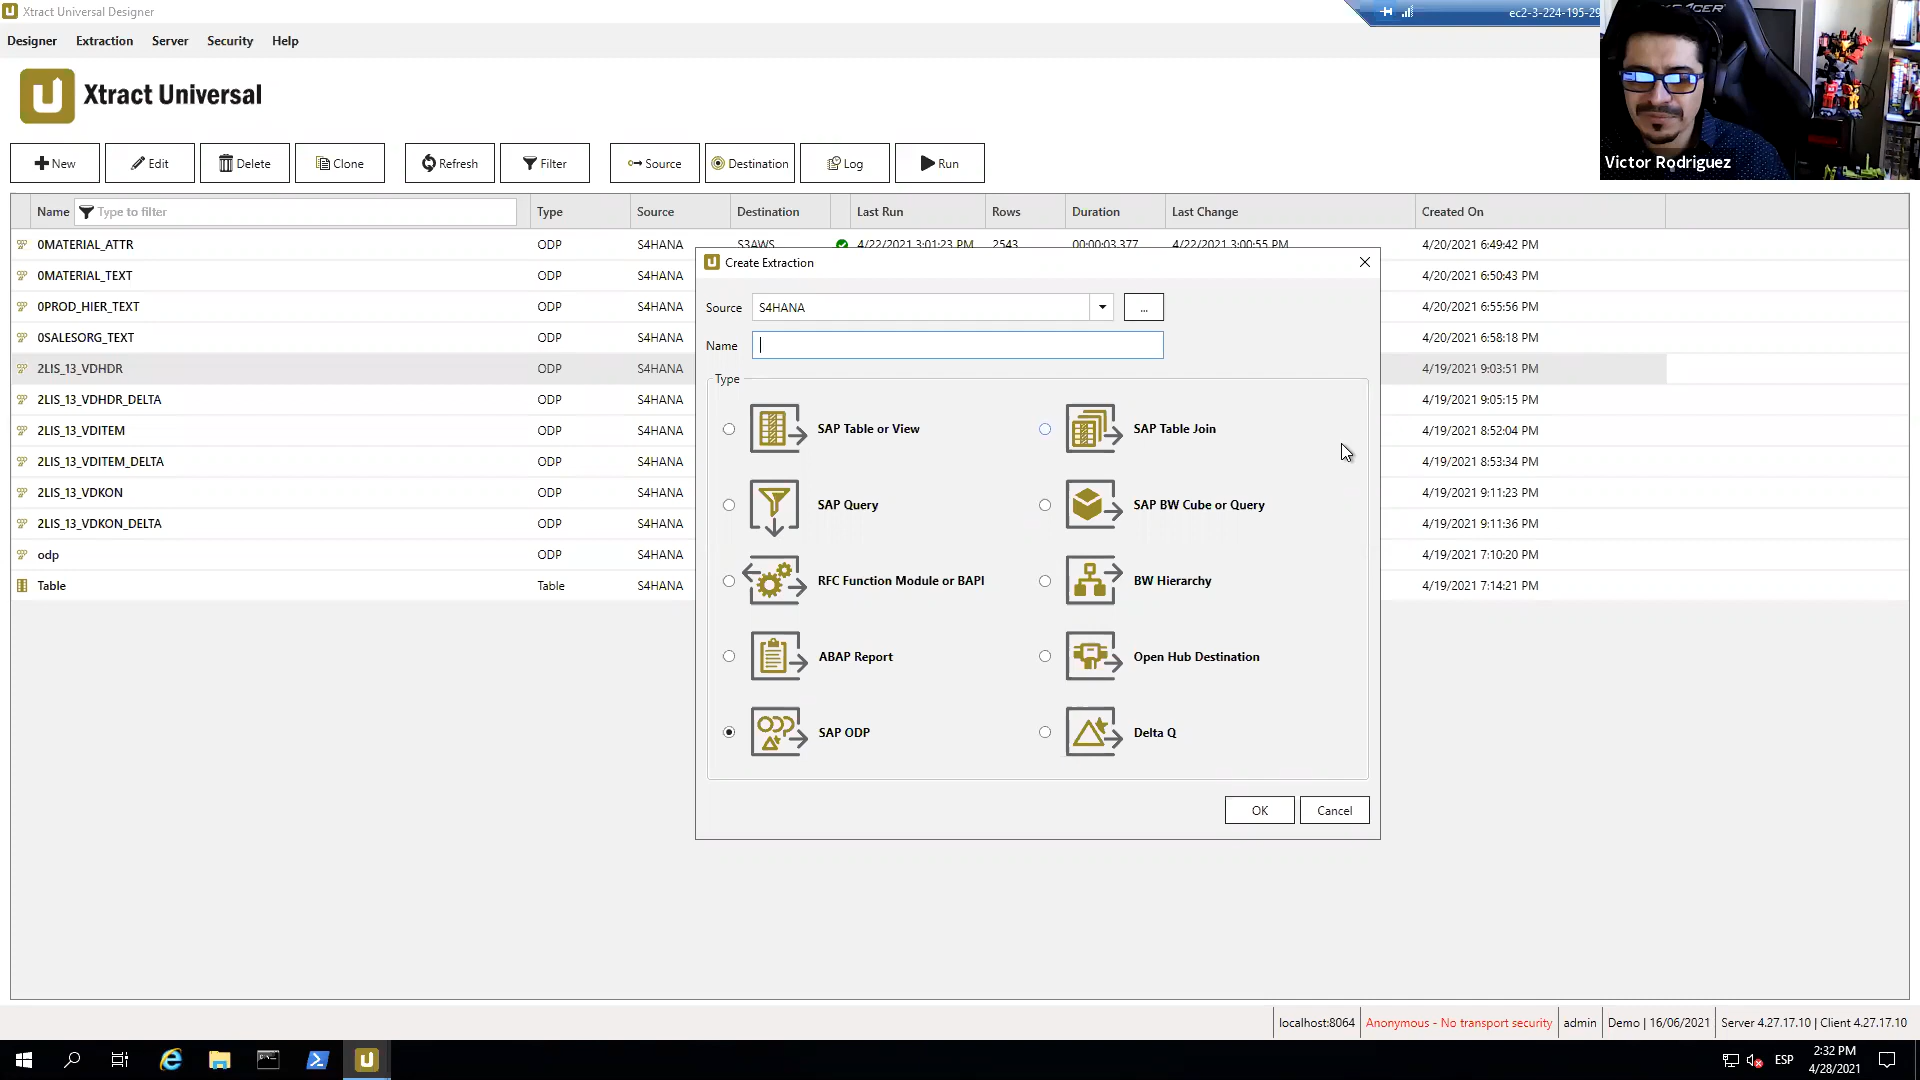 Xtract Universal Designer
ec2-3-224-195-29
Designer Extraction Server Security Help
Xtract Universal
New Edit Delete Clone Refresh Filter Source Destination Log Run
Victor Rodriguez
Name Type to filter Type Source Destination Last Run Rows Duration Last Change Created On
0MATERIAL_ATTR ODP S4HANA S3AWS 4/22/2021 3:01:23 PM 2543 00:00:03.377 4/22/2021 3:00:55 PM 4/20/2021 6:49:42 PM
0MATERIAL_TEXT ODP S4HANA 4/20/2021 6:50:43 PM
0PROD_HIER_TEXT ODP S4HANA 4/20/2021 6:55:56 PM
0SALESORG_TEXT ODP S4HANA 4/20/2021 6:58:18 PM
2LIS_13_VDHDR ODP S4HANA 4/19/2021 9:03:51 PM
2LIS_13_VDHDR_DELTA ODP S4HANA 4/19/2021 9:05:15 PM
2LIS_13_VDITEM ODP S4HANA 4/19/2021 8:52:04 PM
2LIS_13_VDITEM_DELTA ODP S4HANA 4/19/2021 8:53:34 PM
2LIS_13_VDKON ODP S4HANA 4/19/2021 9:11:23 PM
2LIS_13_VDKON_DELTA ODP S4HANA 4/19/2021 9:11:36 PM
odp ODP S4HANA 4/19/2021 7:10:20 PM
Table Table S4HANA 4/19/2021 7:14:21 PM
Create Extraction
Source S4HANA ...
Name
Type
SAP Table or View SAP Table Join
SAP Query SAP BW Cube or Query
RFC Function Module or BAPI BW Hierarchy
ABAP Report Open Hub Destination
SAP ODP Delta Q
OK Cancel
localhost:8064 Anonymous - No transport security admin Demo | 16/06/2021 Server 4.27.17.10 | Client 4.27.17.10
ESP
2:32 PM
4/28/2021